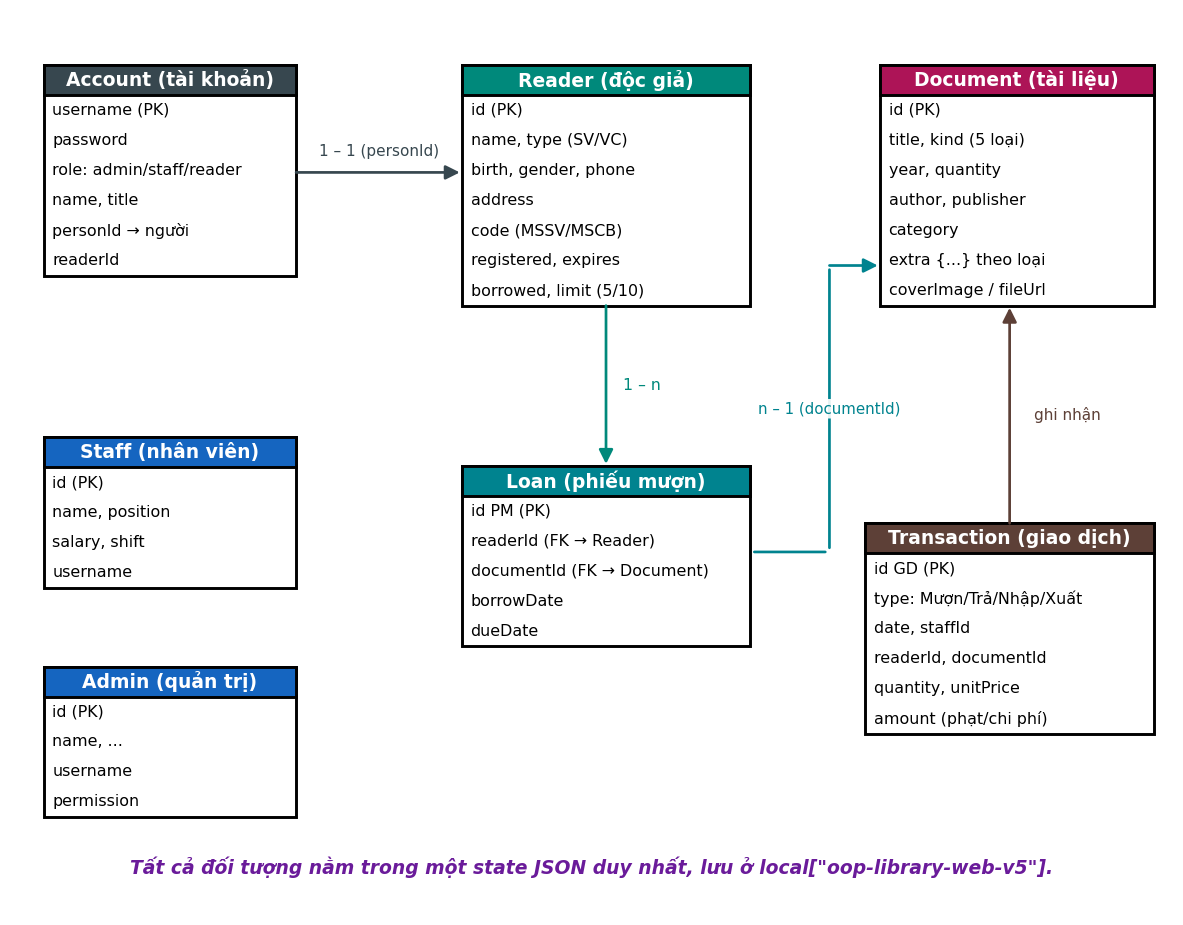 Account (tài khoản)
username (PK)
password
role: admin/staff/reader
name, title
personId → người
readerId
1 – 1 (personId)
Reader (độc giả)
id (PK)
name, type (SV/VC)
birth, gender, phone
address
code (MSSV/MSCB)
registered, expires
borrowed, limit (5/10)
Document (tài liệu)
id (PK)
title, kind (5 loại)
year, quantity
author, publisher
category
extra {...} theo loại
coverImage / fileUrl
1 – n
n – 1 (documentId)
ghi nhận
Staff (nhân viên)
id (PK)
name, position
salary, shift
username
Loan (phiếu mượn)
id PM (PK)
readerId (FK → Reader)
documentId (FK → Document)
borrowDate
dueDate
Transaction (giao dịch)
id GD (PK)
type: Mượn/Trả/Nhập/Xuất
date, staffId
readerId, documentId
quantity, unitPrice
amount (phạt/chi phí)
Admin (quản trị)
id (PK)
name, ...
username
permission
Tất cả đối tượng nằm trong một state JSON duy nhất, lưu ở local["oop-library-web-v5"].